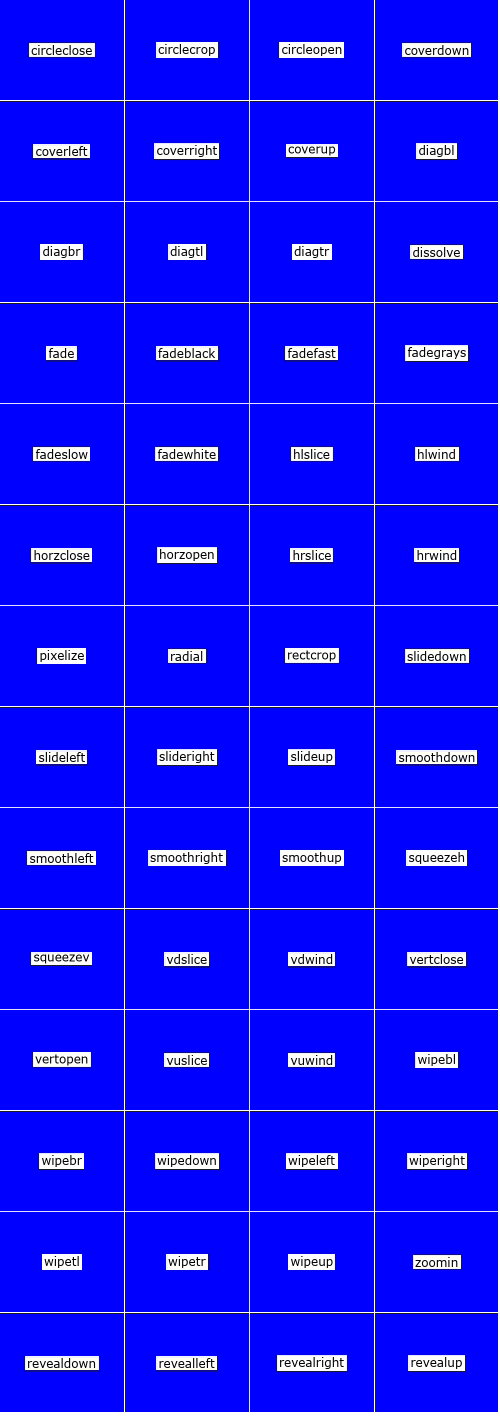 circleclose circlecrop circleopen coverdown
coverleft coverright coverup diagbl
diagbr diagtl diagtr dissolve
fade fadeblack fadefast fadegrays
fadeslow fadewhite hlslice hlwind
horzclose horzopen hrslice hrwind
pixelize radial rectcrop slidedown
slideleft slideright slideup smoothdown
smoothleft smoothright smoothup squeezeh
squeezev vdslice vdwind vertclose
vertopen vuslice vuwind wipebl
wipebr wipedown wipeleft wiperight
wipetl wipetr wipeup zoomin
revealdown revealleft revealright revealup